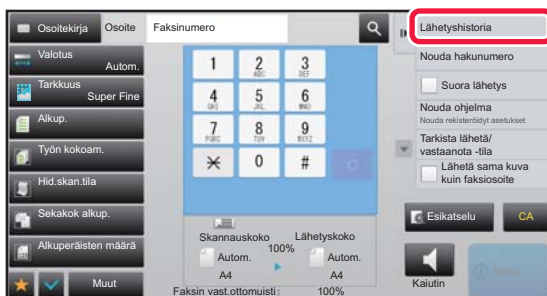 Osoitekirja
Osoite
Faksinumero
Valotus
Autom.
Tarkkuus
Super Fine
Alkup.
Työn kokoam.
Hid.skan.tila
Sekakok alkup.
Alkuperäisten määrä
Muut
1
2
ABC
3
DEF
4
GHI
5
JKL
6
MNO
7
PQRS
8
TUV
9
WXYZ
0
#
C
Skannauskoko
Lähetyskoko
100%
Autom.
A4
Autom.
A4
Faksin vast.ottomuisti:
100%
Lähetyshistoria
Nouda hakunumero
Suora lähetys
Nouda ohjelma
Nouda rekisteröidyt asetukset
Tarkista lähetä/
vastaanota -tila
Lähetä sama kuva
kuin faksiosoite
Esikatselu
CA
Kaiutin
Aloita